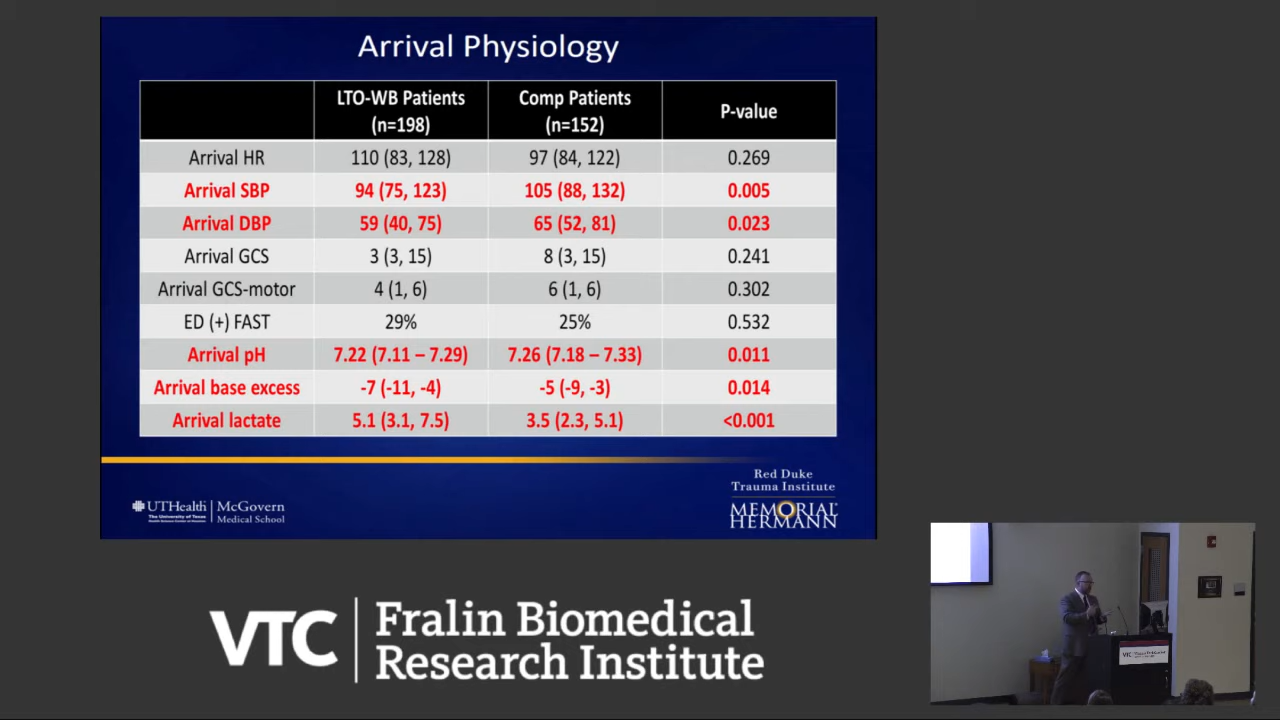 Arrival Physiology
LTO-WB Patients (n=198) Comp Patients (n=152) P-value
Arrival HR 110 (83, 128) 97 (84, 122) 0.269
Arrival SBP 94 (75, 123) 105 (88, 132) 0.005
Arrival DBP 59 (40, 75) 65 (52, 81) 0.023
Arrival GCS 3 (3, 15) 8 (3, 15) 0.241
Arrival GCS-motor 4 (1, 6) 6 (1, 6) 0.302
ED (+) FAST 29% 25% 0.532
Arrival pH 7.22 (7.11 – 7.29) 7.26 (7.18 – 7.33) 0.011
Arrival base excess -7 (-11, -4) -5 (-9, -3) 0.014
Arrival lactate 5.1 (3.1, 7.5) 3.5 (2.3, 5.1) <0.001
UTHealth McGovern
The University of Texas Medical School
Red Duke
Trauma Institute
MEMORIAL
HERMANN
VTC Fralin Biomedical
Research Institute
VTC